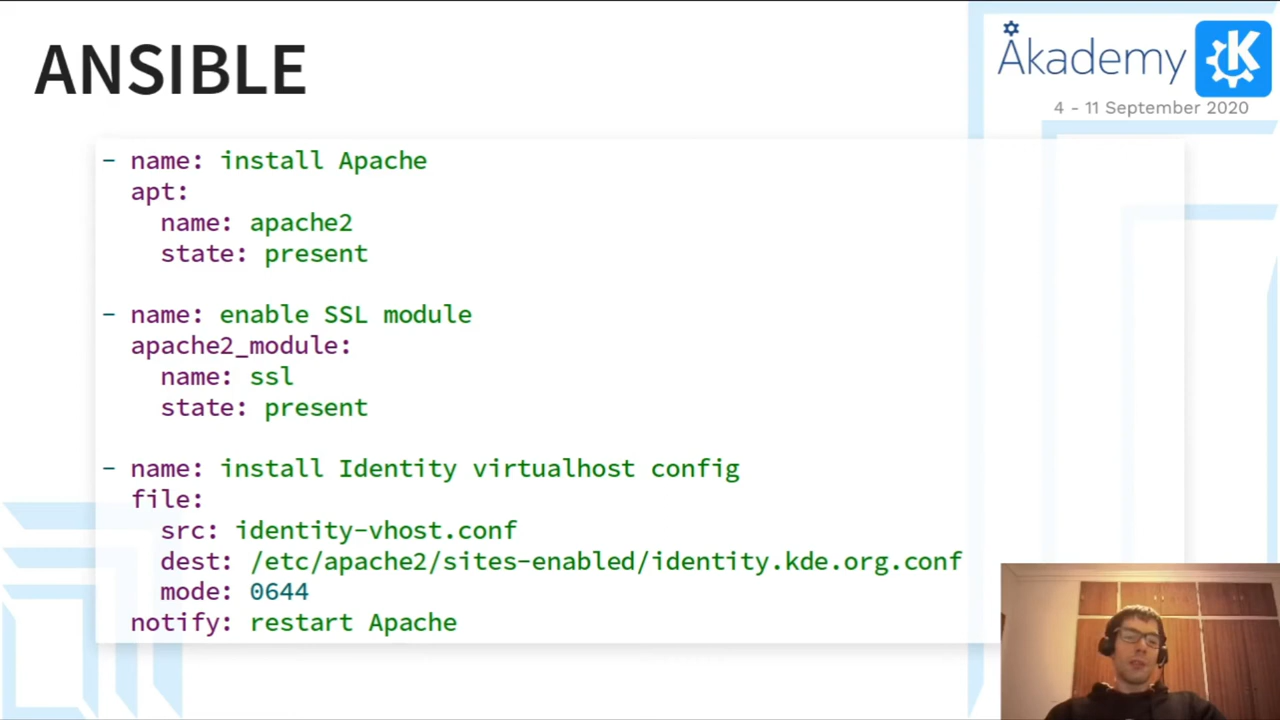 ANSIBLE
Akademy
4 - 11 September 2020
- name: install Apache
  apt:
    name: apache2
    state: present

- name: enable SSL module
  apache2_module:
    name: ssl
    state: present

- name: install Identity virtualhost config
  file:
    src: identity-vhost.conf
    dest: /etc/apache2/sites-enabled/identity.kde.org.conf
    mode: 0644
  notify: restart Apache